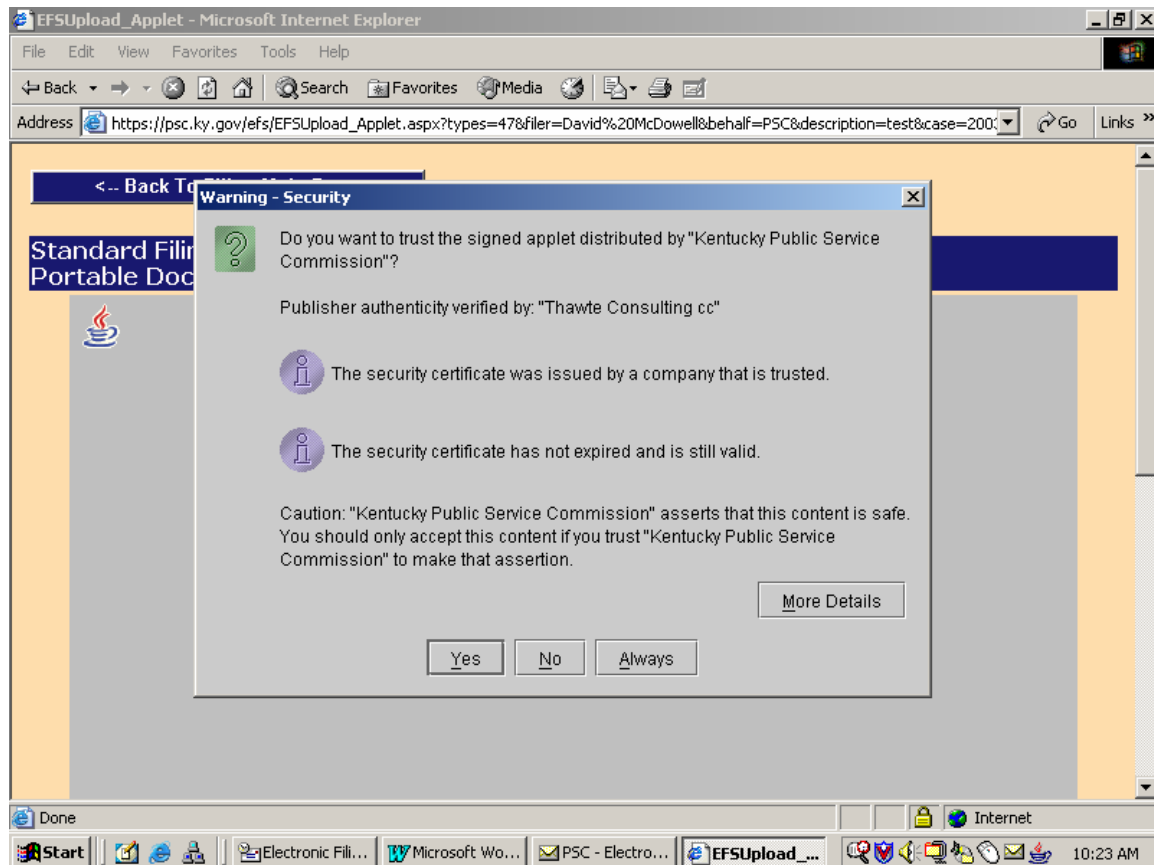 EFSUpload_Applet - Microsoft Internet Explorer
File Edit View Favorites Tools Help
Back Search Favorites Media
Address https://psc.ky.gov/efs/EFSUpload_Applet.aspx?types=47&filer=David%20McDowell&behalf=PSC&description=test&case=200 Go Links »
<-- Back To
Warning - Security
Do you want to trust the signed applet distributed by "Kentucky Public Service
Commission"?
Standard Filin
Portable Doc
Publisher authenticity verified by: "Thawte Consulting cc"
The security certificate was issued by a company that is trusted.
The security certificate has not expired and is still valid.
Caution: "Kentucky Public Service Commission" asserts that this content is safe.
You should only accept this content if you trust "Kentucky Public Service
Commission" to make that assertion.
More Details
Yes No Always
Done Internet
Start Electronic Fili... Microsoft Wo... PSC - Electro... EFSUpload_... 10:23 AM